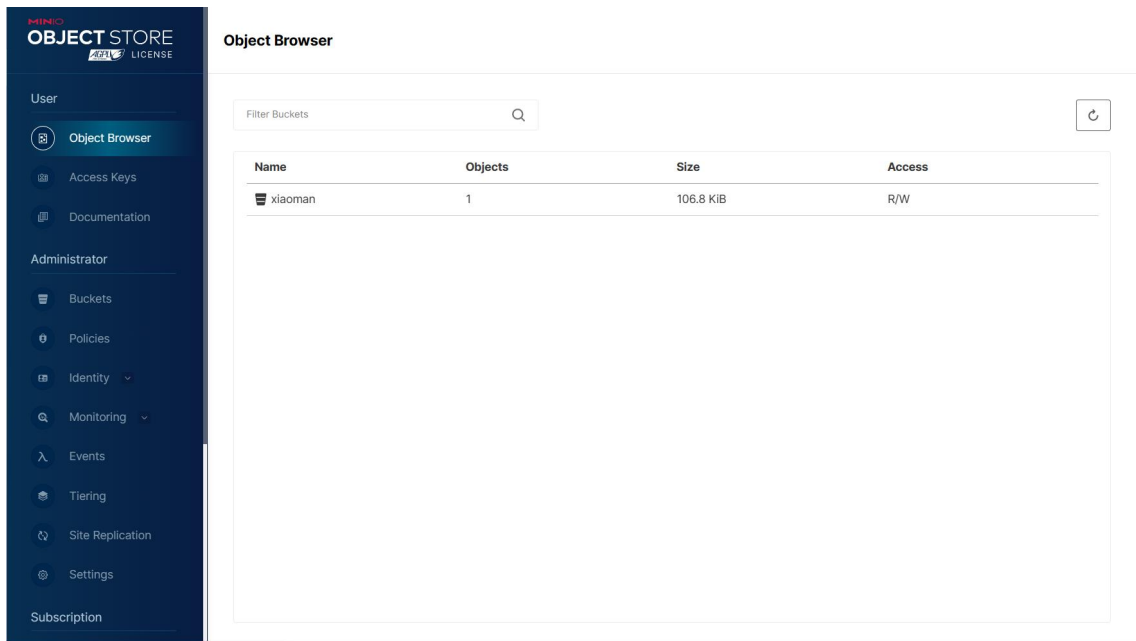 MINIO
OBJECT STORE
AGPLv3 LICENSE
User
Object Browser
Access Keys
Documentation
Administrator
Buckets
Policies
Identity
Monitoring
Events
Tiering
Site Replication
Settings
Subscription
Object Browser
Filter Buckets
Name Objects Size Access
xiaoman 1 106.8 KiB R/W